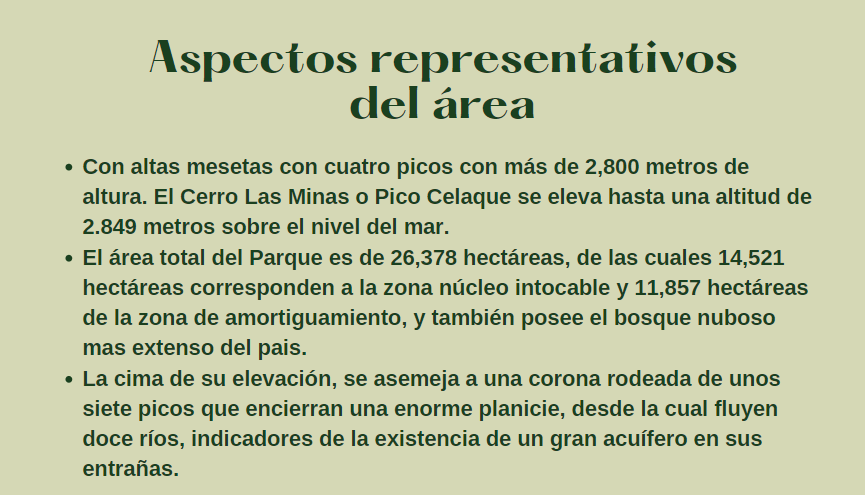 Aspectos representativos
del área
• Con altas mesetas con cuatro picos con más de 2,800 metros de
altura. El Cerro Las Minas o Pico Celaque se eleva hasta una altitud de
2.849 metros sobre el nivel del mar.
• El área total del Parque es de 26,378 hectáreas, de las cuales 14,521
hectáreas corresponden a la zona núcleo intocable y 11,857 hectáreas
de la zona de amortiguamiento, y también posee el bosque nuboso
mas extenso del pais.
• La cima de su elevación, se asemeja a una corona rodeada de unos
siete picos que encierran una enorme planicie, desde la cual fluyen
doce ríos, indicadores de la existencia de un gran acuífero en sus
entrañas.